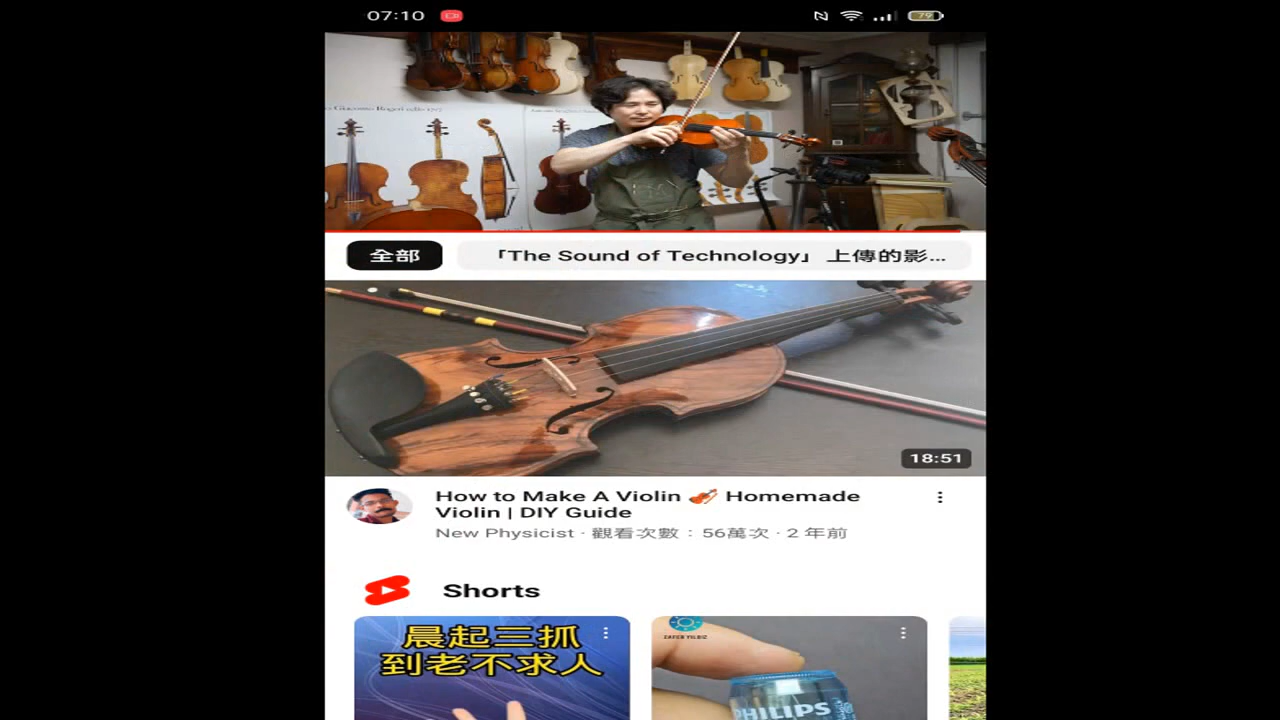 07:10
79
全部
「The Sound of Technology」 上傳的影...
18:51
How to Make A Violin 🎻 Homemade
Violin | DIY Guide
New Physicist · 觀看次數：56萬次 · 2 年前
Shorts
晨起三抓
到老不求人
ZAFER YILDIZ
PHILIPS